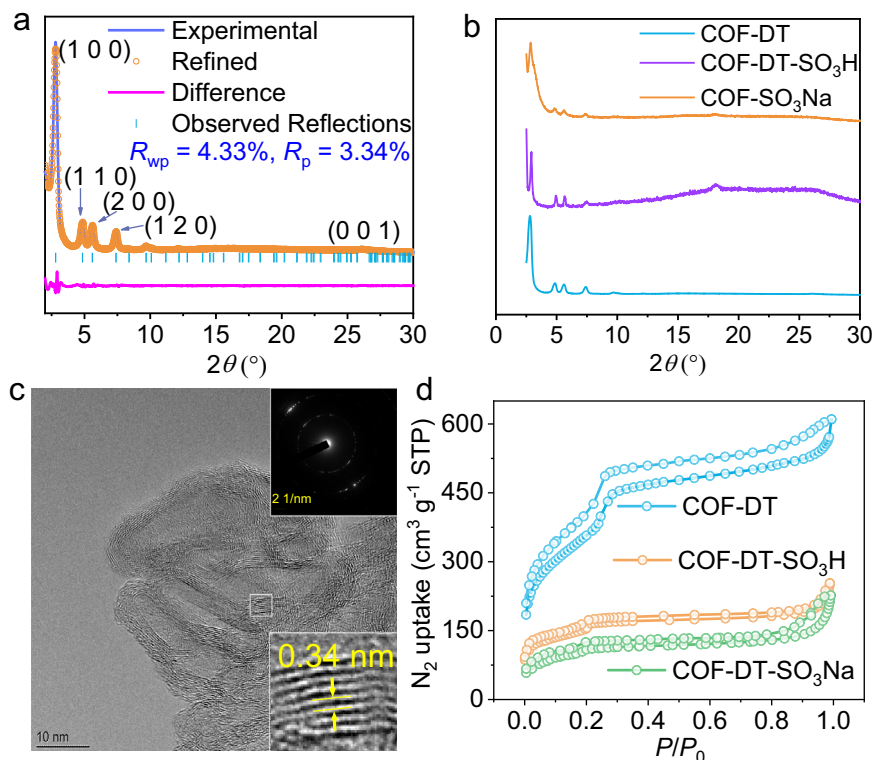 a
Experimental
Refined
Difference
Observed Reflections
Rwp = 4.33%, Rp = 3.34%
(1 0 0)
(1 1 0)
(2 0 0)
(1 2 0)
(0 0 1)
5 10 15 20 25 30
2θ (°)
b
COF-DT
COF-DT-SO₃H
COF-SO₃Na
0 5 10 15 20 25 30
2θ (°)
c
2 1/nm
0.34 nm
10 nm
d
N₂ uptake (cm³ g⁻¹ STP)
600
450
300
150
0
COF-DT
COF-DT-SO₃H
COF-DT-SO₃Na
0.0 0.2 0.4 0.6 0.8 1.0
P/P₀